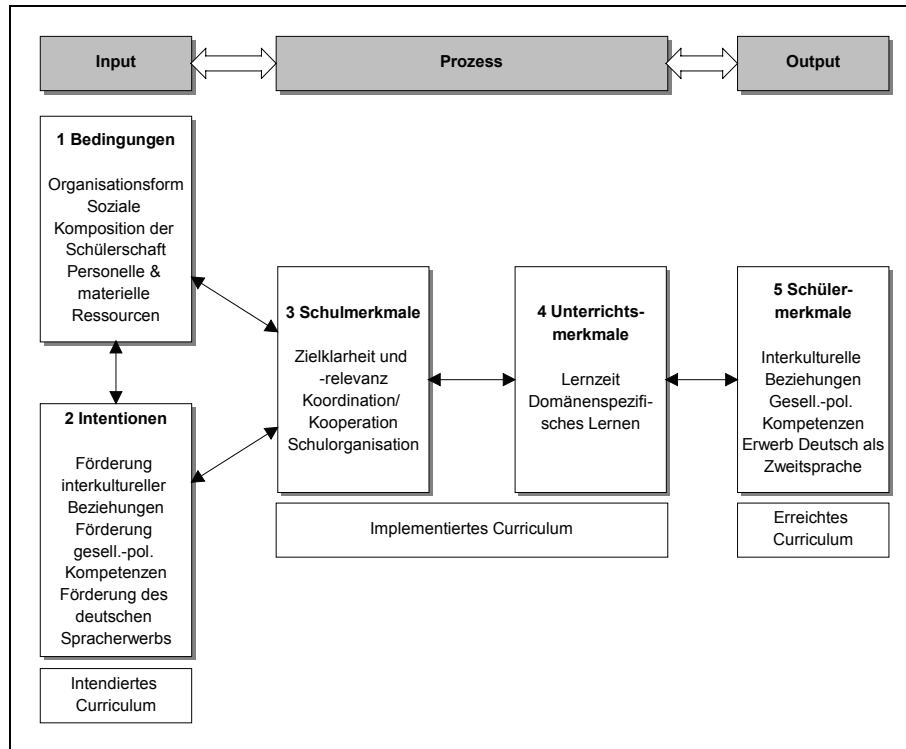 Input
Prozess
Output
1 Bedingungen
Organisationsform
Soziale
Komposition der
Schülerschaft
Personelle &
materielle
Ressourcen
2 Intentionen
Förderung
interkultureller
Beziehungen
Förderung
gesell.-pol.
Kompetenzen
Förderung des
deutschen
Spracherwerbs
Intendiertes
Curriculum
3 Schulmerkmale
Zielklarheit und
-relevanz
Koordination/
Kooperation
Schulorganisation
4 Unterrichts-
merkmale
Lernzeit
Domänenspezifi-
sches Lernen
Implementiertes Curriculum
5 Schüler-
merkmale
Interkulturelle
Beziehungen
Gesell.-pol.
Kompetenzen
Erwerb Deutsch als
Zweitsprache
Erreichtes
Curriculum